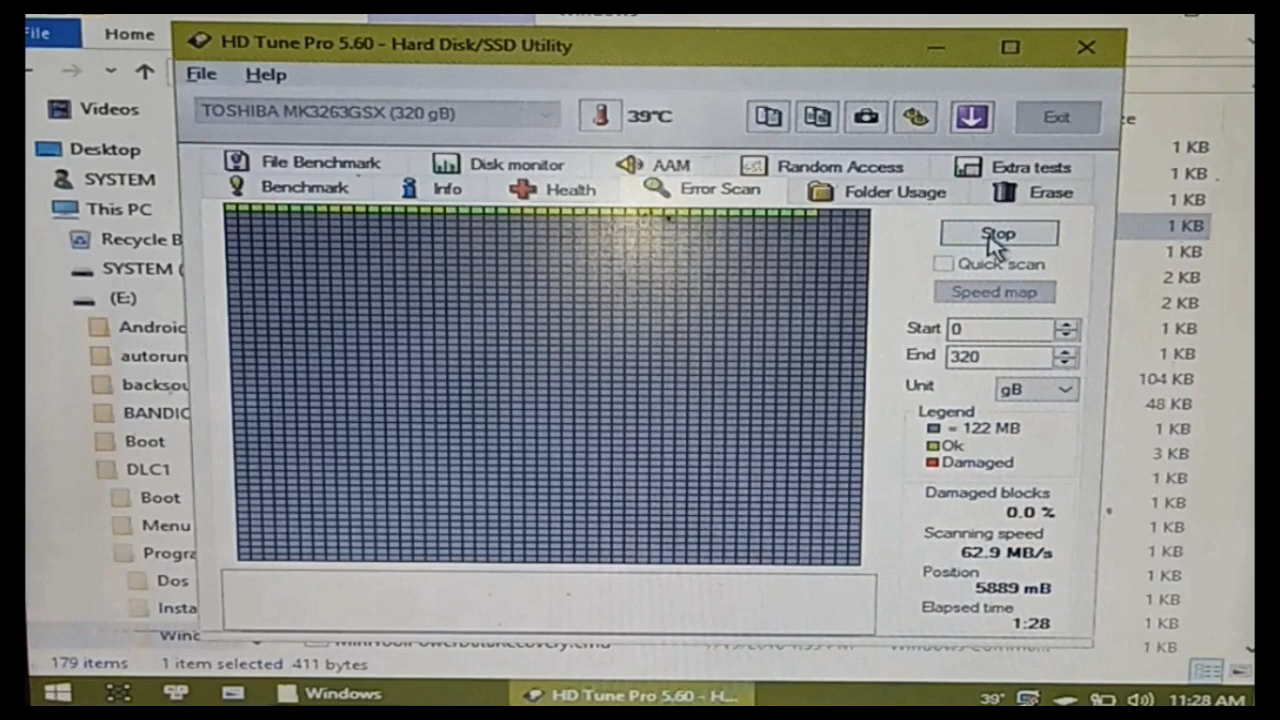 File
Home
HD Tune Pro 5.60 - Hard Disk/SSD Utility
File Help
TOSHIBA MK3263GSX (320 gB)
39°C
Exit
File Benchmark
Disk monitor
AAM
Random Access
Extra tests
Benchmark
Info
Health
Error Scan
Folder Usage
Erase
Stop
Quick scan
Speed map
Start 0
End 320
Unit gB
Legend
= 122 MB
Ok
Damaged
Damaged blocks
0.0 %
Scanning speed
62.9 MB/s
Position
5889 mB
Elapsed time
1:28
Videos
Desktop
SYSTEM
This PC
Recycle B
SYSTEM (
(E:)
Androic
autorun
backsou
BANDIC
Boot
DLC1
Boot
Menu
Progra
Dos
Insta
Winc
1 KB
1 KB
1 KB
1 KB
1 KB
2 KB
2 KB
1 KB
1 KB
104 KB
48 KB
1 KB
3 KB
1 KB
1 KB
1 KB
1 KB
1 KB
1 KB
1 KB
1 KB
179 items 1 item selected 411 bytes
Windows
HD Tune Pro 5.60 - H...
39°
11:28 AM